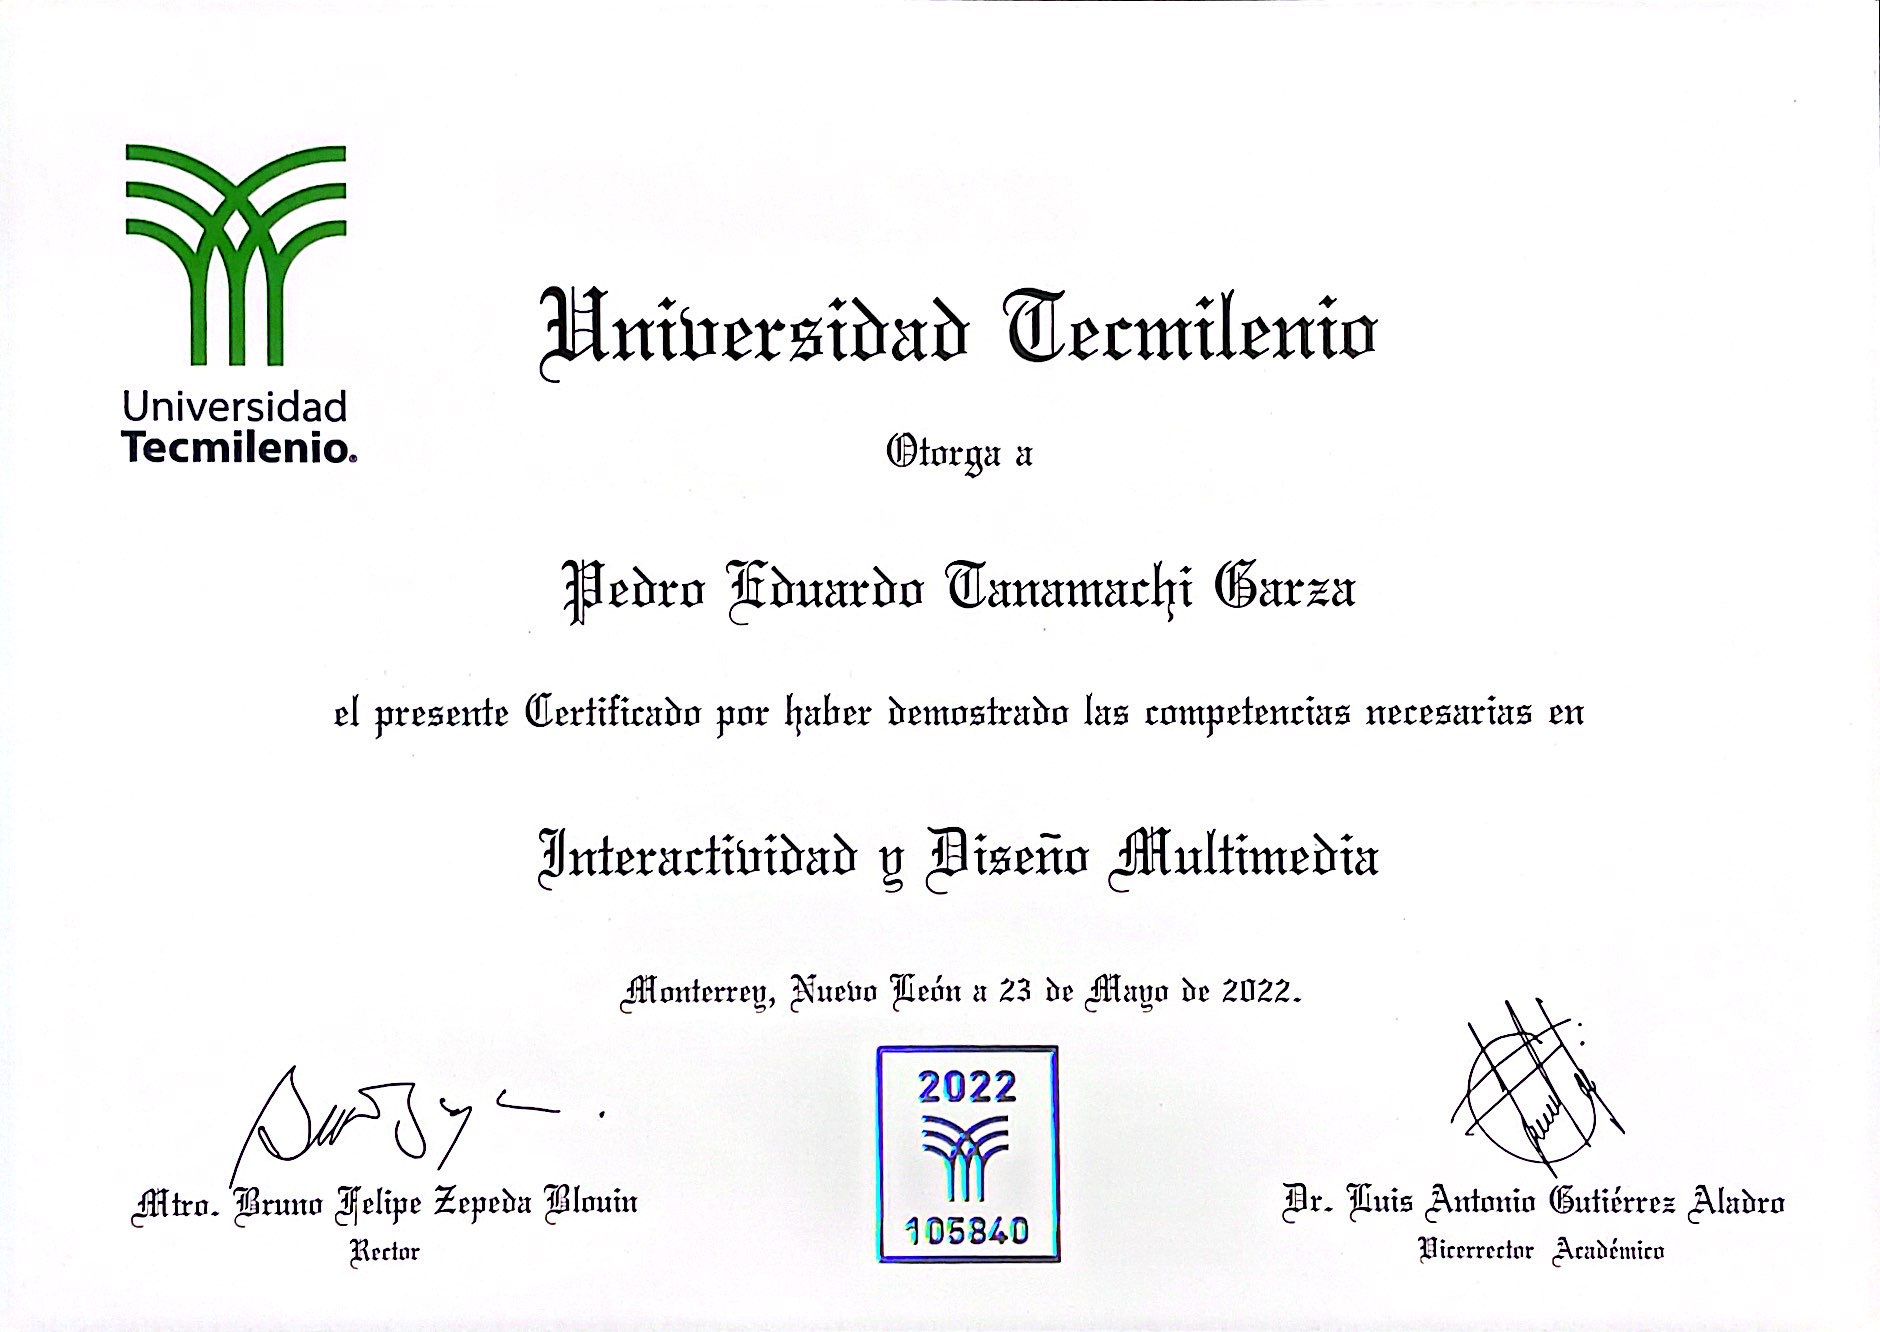 Universidad
Tecmilenio.
Universidad Tecmilenio
Otorga a
Pedro Eduardo Tanamachi Garza
el presente Certificado por haber demostrado las competencias necesarias en
Interactividad y Diseño Multimedia
Monterrey, Nuevo León a 23 de Mayo de 2022.
2022
105840
Mtro. Bruno Felipe Zepeda Blouin
Rector
Dr. Luis Antonio Gutiérrez Aladro
Vicerrector Académico